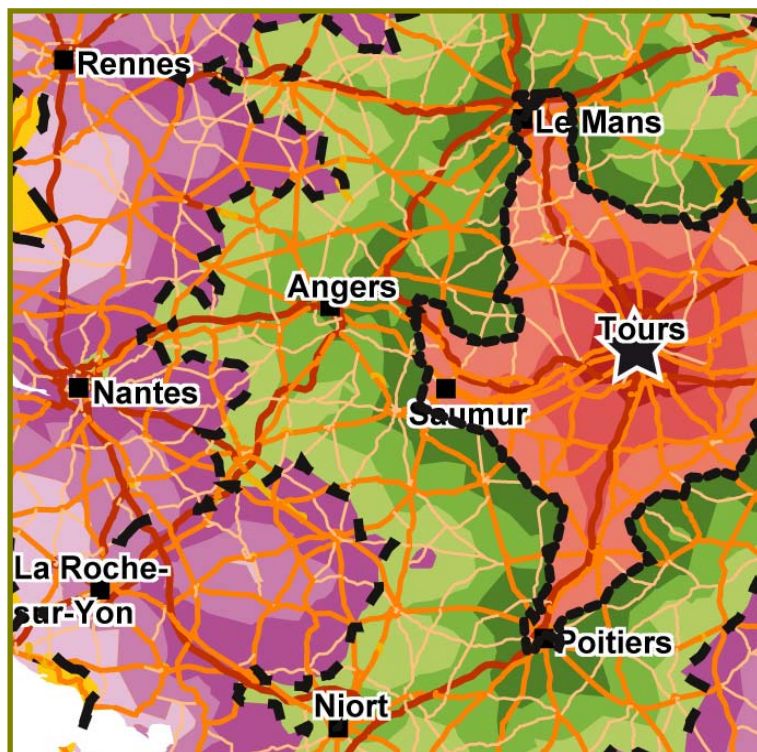 Rennes
Le Mans
Angers
Tours
Nantes
Saumur
La Roche-
sur-Yon
Poitiers
Niort